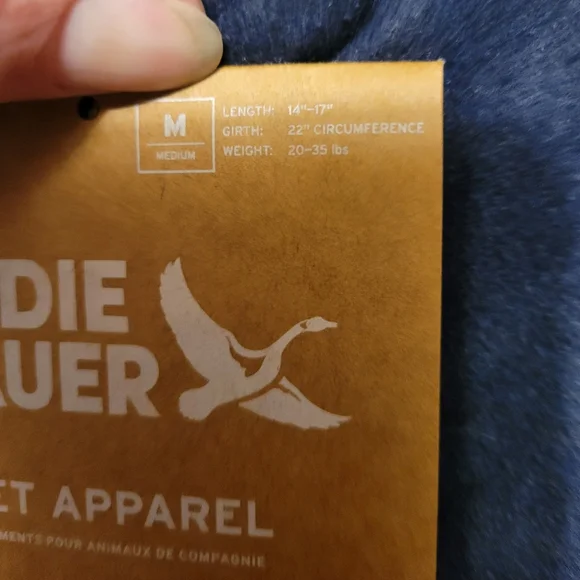 M
MEDIUM
LENGTH: 14"–17"
GIRTH: 22" CIRCUMFERENCE
WEIGHT: 20–35 lbs
DIE
AUER
ET APPAREL
MENTS POUR ANIMAUX DE COMPAGNIE